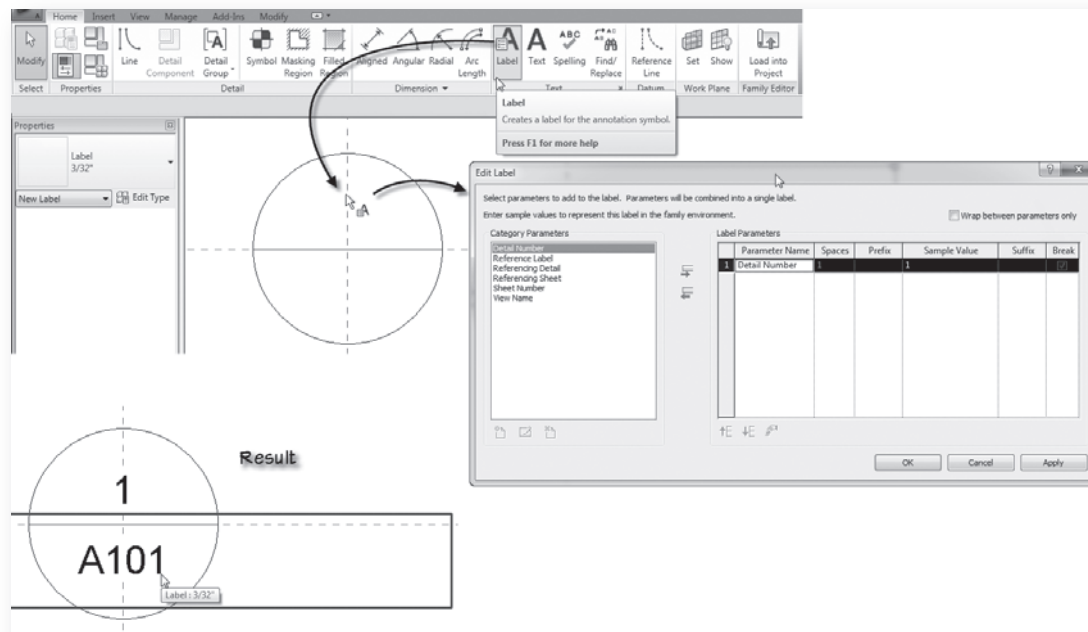 Home Insert View Manage Add-Ins Modify
Modify Line Detail Component Detail Group Symbol Masking Region Filled Region Aligned Angular Radial Arc Length Label Text Spelling Find/ Replace Reference Line Set Show Load into Project
Select Properties Detail Dimension Text Datum Work Plane Family Editor
Label
Creates a label for the annotation symbol.
Press F1 for more help
Properties
Label
3/32"
New Label Edit Type
A
Edit Label
Select parameters to add to the label. Parameters will be combined into a single label.
Enter sample values to represent this label in the family environment.
Wrap between parameters only
Category Parameters
Detail Number
Reference Label
Referencing Detail
Referencing Sheet
Sheet Number
View Name
Label Parameters
Parameter Name Spaces Prefix Sample Value Suffix Break
1 Detail Number 1 1
OK Cancel Apply
Result
1
A101
Label : 3/32"